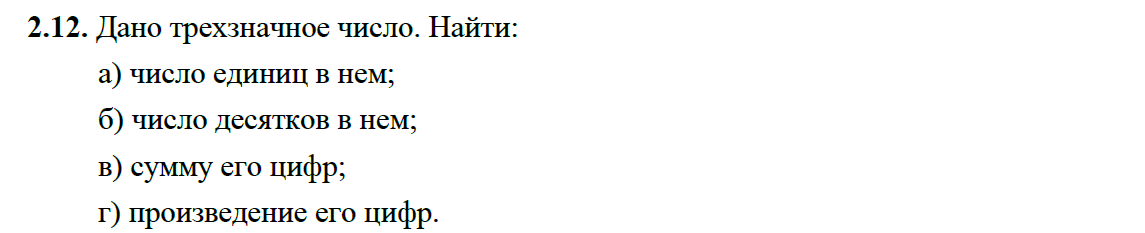 2.12. Дано трехзначное число. Найти:
а) число единиц в нем;
б) число десятков в нем;
в) сумму его цифр;
г) произведение его цифр.